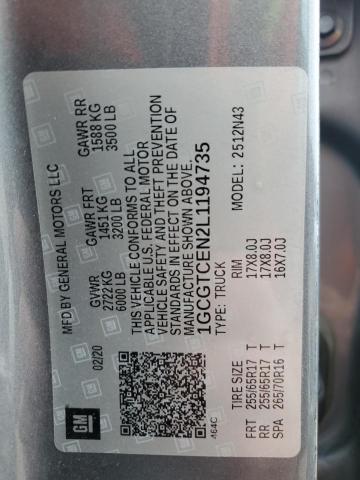 GM
MFD BY GENERAL MOTORS LLC
02/20
GVWR
2722 KG
6000 LB
GAWR FRT
1451 KG
3200 LB
GAWR RR
1588 KG
3500 LB
THIS VEHICLE CONFORMS TO ALL
APPLICABLE U.S. FEDERAL MOTOR
VEHICLE SAFETY AND THEFT PREVENTION
STANDARDS IN EFFECT ON THE DATE OF
MANUFACTURE SHOWN ABOVE.
1GCGTCEN2L1194735
TYPE: TRUCK
MODEL: 2512N43
464C
TIRE SIZE RIM
FRT 255/65R17 T 17X8.0J
RR 255/65R17 T 17X8.0J
SPA 265/70R16 T 16X7.0J